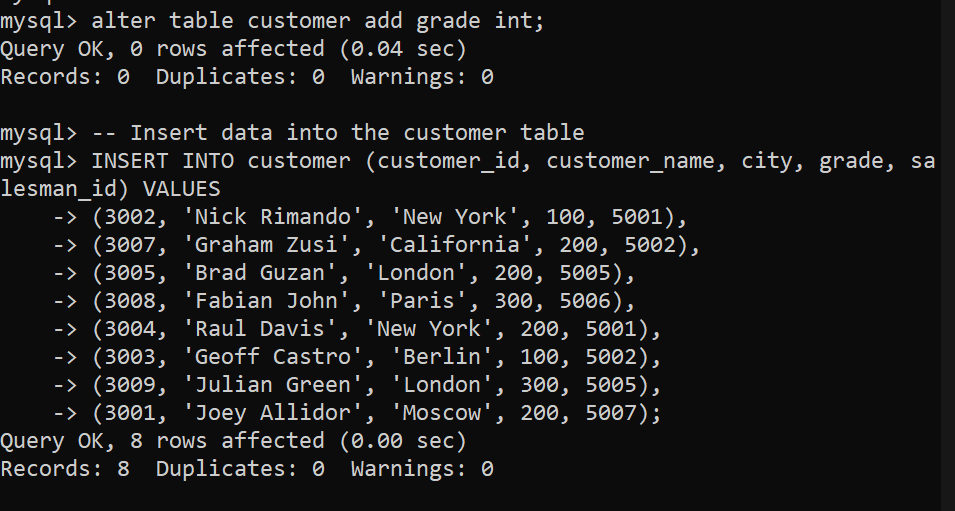 mysql> alter table customer add grade int;
Query OK, 0 rows affected (0.04 sec)
Records: 0  Duplicates: 0  Warnings: 0

mysql> -- Insert data into the customer table
mysql> INSERT INTO customer (customer_id, customer_name, city, grade, sa
lesman_id) VALUES
    -> (3002, 'Nick Rimando', 'New York', 100, 5001),
    -> (3007, 'Graham Zusi', 'California', 200, 5002),
    -> (3005, 'Brad Guzan', 'London', 200, 5005),
    -> (3008, 'Fabian John', 'Paris', 300, 5006),
    -> (3004, 'Raul Davis', 'New York', 200, 5001),
    -> (3003, 'Geoff Castro', 'Berlin', 100, 5002),
    -> (3009, 'Julian Green', 'London', 300, 5005),
    -> (3001, 'Joey Allidor', 'Moscow', 200, 5007);
Query OK, 8 rows affected (0.00 sec)
Records: 8  Duplicates: 0  Warnings: 0